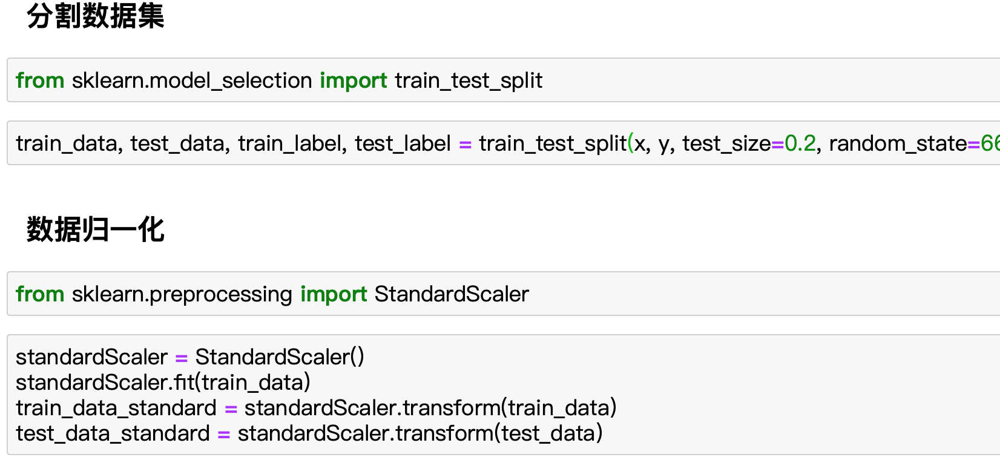 分割数据集
from sklearn.model_selection import train_test_split
train_data, test_data, train_label, test_label = train_test_split(x, y, test_size=0.2, random_state=66
数据归一化
from sklearn.preprocessing import StandardScaler
standardScaler = StandardScaler()
standardScaler.fit(train_data)
train_data_standard = standardScaler.transform(train_data)
test_data_standard = standardScaler.transform(test_data)